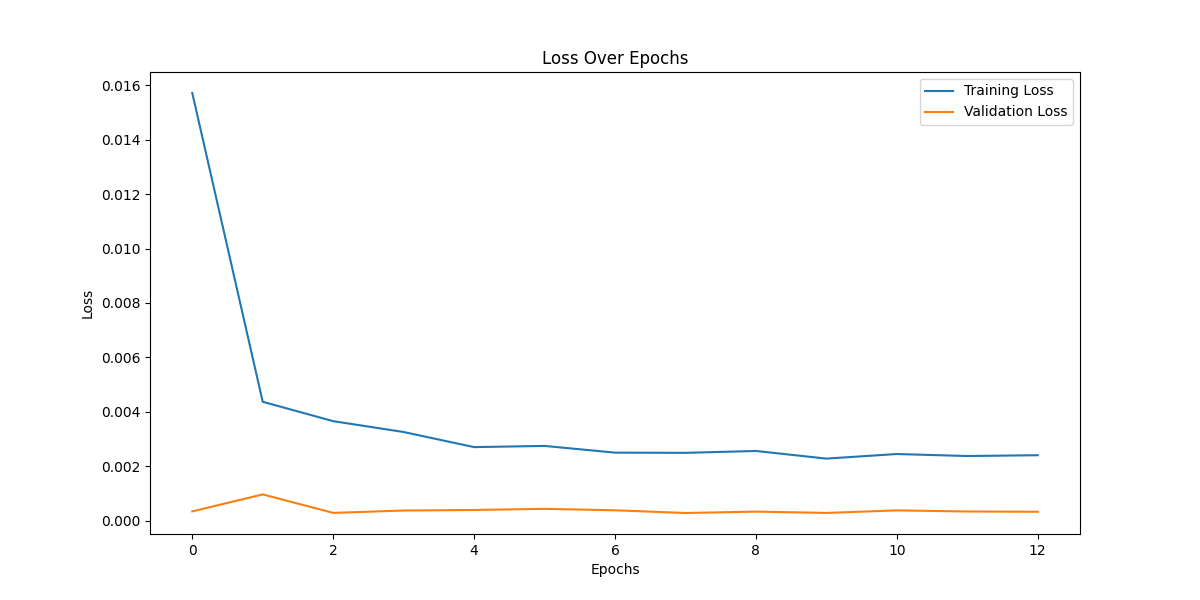 Loss Over Epochs
Training Loss
Validation Loss
0.016
0.014
0.012
0.010
0.008
0.006
0.004
0.002
0.000
Loss
0 2 4 6 8 10 12
Epochs